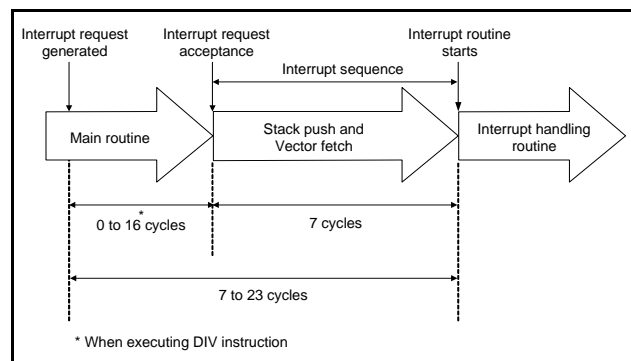 Interrupt request
generated
Interrupt request
acceptance
Interrupt routine
starts
Interrupt sequence
Main routine
Stack push and
Vector fetch
Interrupt handling
routine
*
0 to 16 cycles
7 cycles
7 to 23 cycles
* When executing DIV instruction